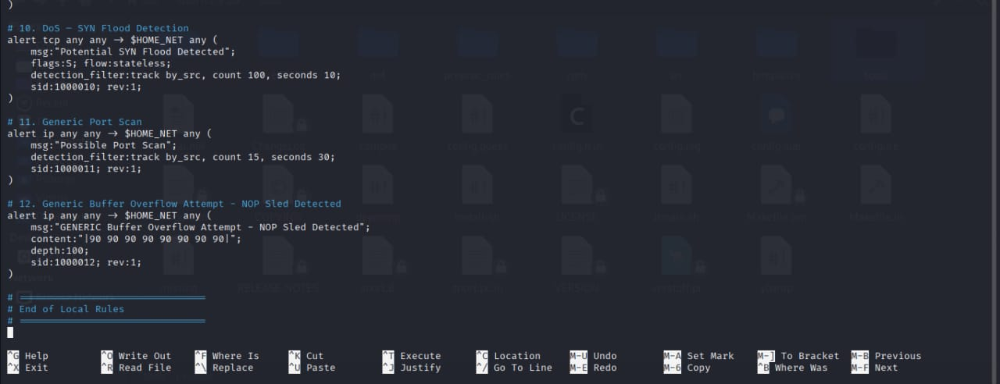 )
# 10. DoS – SYN Flood Detection
alert tcp any any → $HOME_NET any (
    msg:"Potential SYN Flood Detected";
    flags:S; flow:stateless;
    detection_filter:track by_src, count 100, seconds 10;
    sid:1000010; rev:1;
)
# 11. Generic Port Scan
alert ip any any → $HOME_NET any (
    msg:"Possible Port Scan";
    detection_filter:track by_src, count 15, seconds 30;
    sid:1000011; rev:1;
)
# 12. Generic Buffer Overflow Attempt - NOP Sled Detected
alert ip any any → $HOME_NET any (
    msg:"GENERIC Buffer Overflow Attempt - NOP Sled Detected";
    content:"|90 90 90 90 90 90 90 90|";
    depth:100;
    sid:1000012; rev:1;
)
# ================================
# End of Local Rules
# ================================
^G Help ^O Write Out ^F Where Is ^K Cut ^T Execute ^C Location M-U Undo M-A Set Mark M-] To Bracket M-B Previous
^X Exit ^R Read File ^\ Replace ^U Paste ^J Justify ^/ Go To Line M-E Redo M-6 Copy ^B Where Was M-F Next